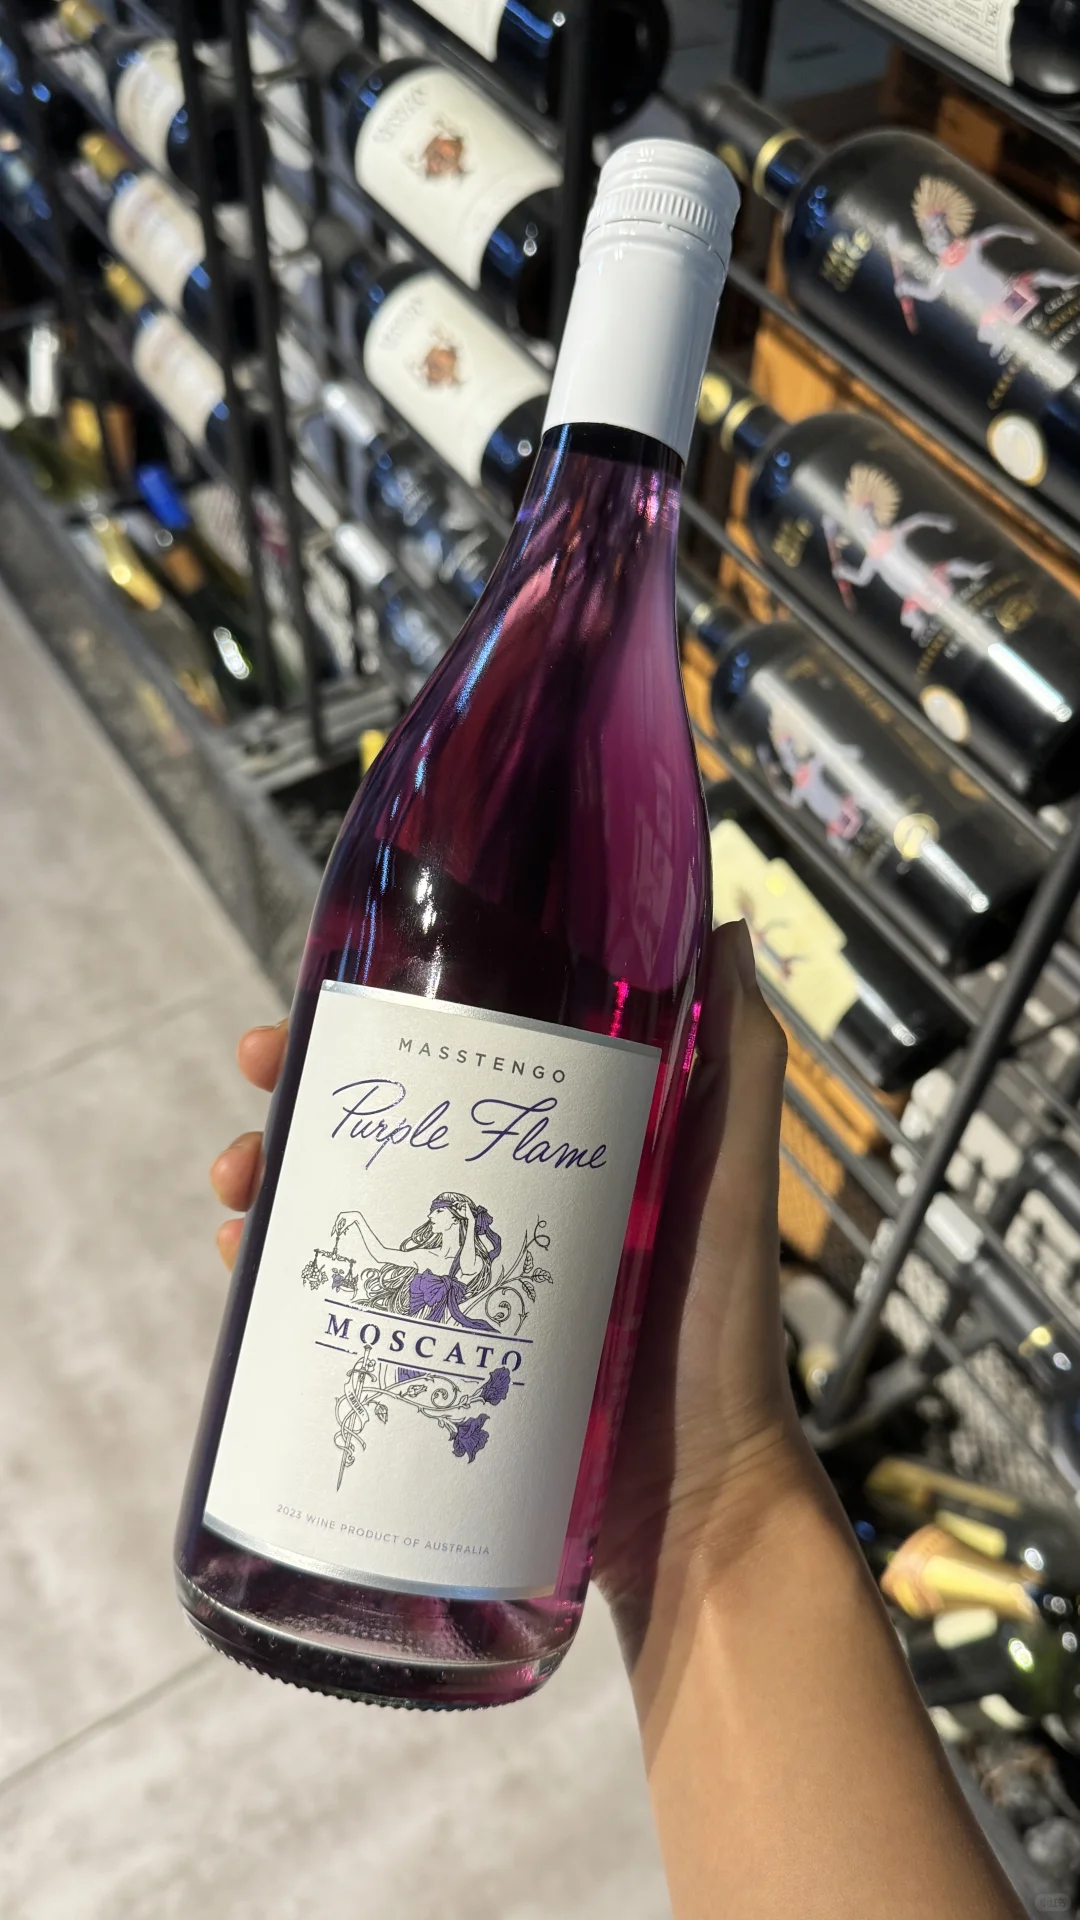 MASSTENGO
Purple Flame
MOSCATO
2023 WINE PRODUCT OF AUSTRALIA